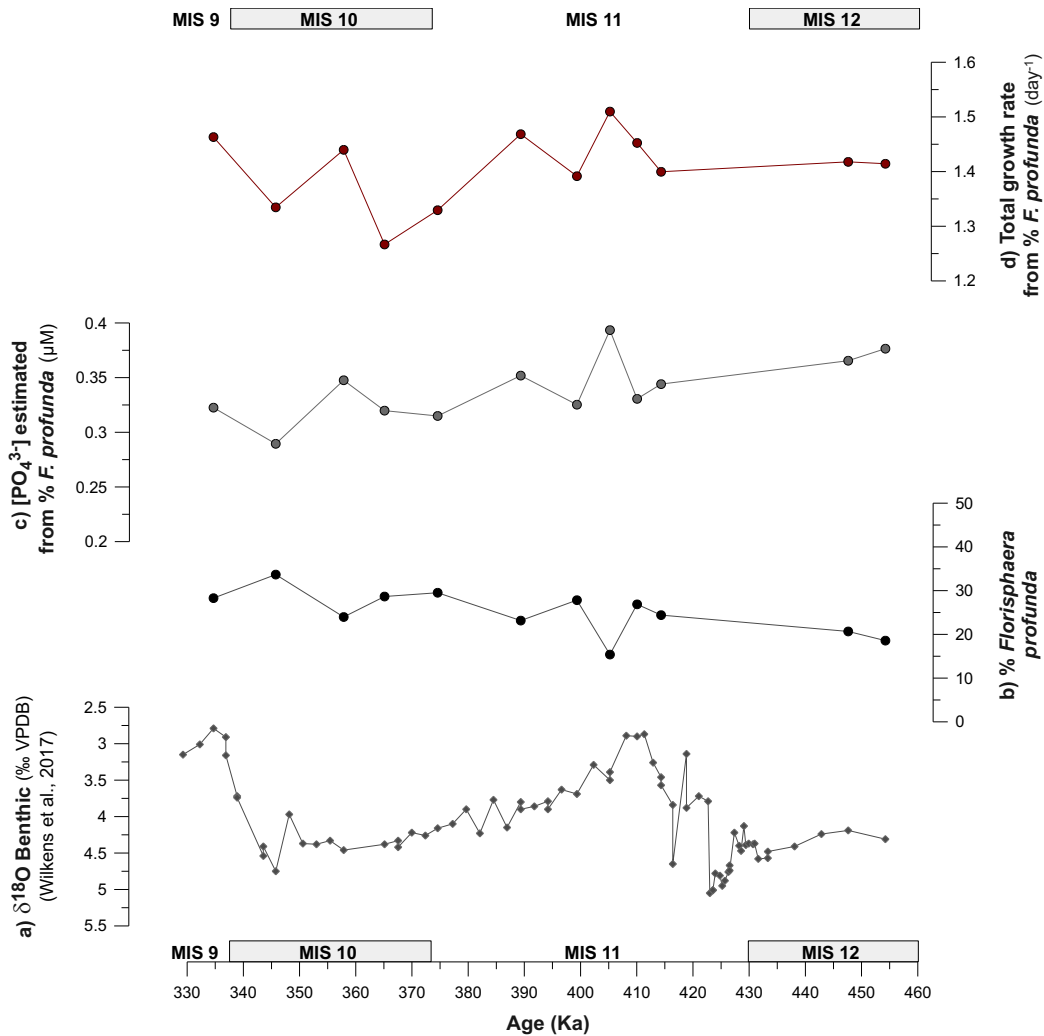 MIS 9 MIS 10 MIS 11 MIS 12
1.6
1.5
1.4
1.3
1.2
d) Total growth rate
from % F. profunda (day⁻¹)
0.4
0.35
0.3
0.25
0.2
c) [PO₄³⁻] estimated
from % F. profunda (µM)
50
40
30
20
10
0
b) % Florisphaera
profunda
2.5
3
3.5
4
4.5
5
5.5
a) δ¹⁸O Benthic (‰ VPDB)
(Wilkens et al., 2017)
MIS 9 MIS 10 MIS 11 MIS 12
330 340 350 360 370 380 390 400 410 420 430 440 450 460
Age (Ka)